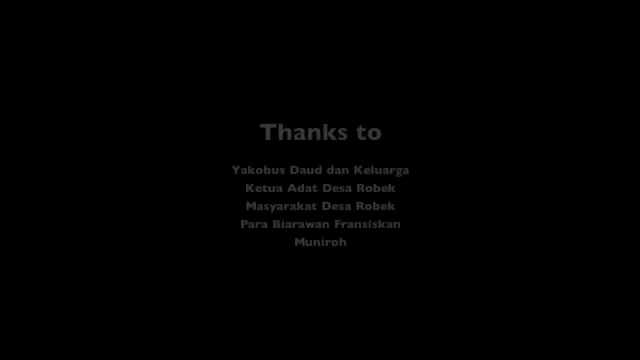 Thanks to
Yakobus Daud dan Keluarga
Ketua Adat Desa Robek
Masyarakat Desa Robek
Para Biarawan Fransiskan
Muniroh